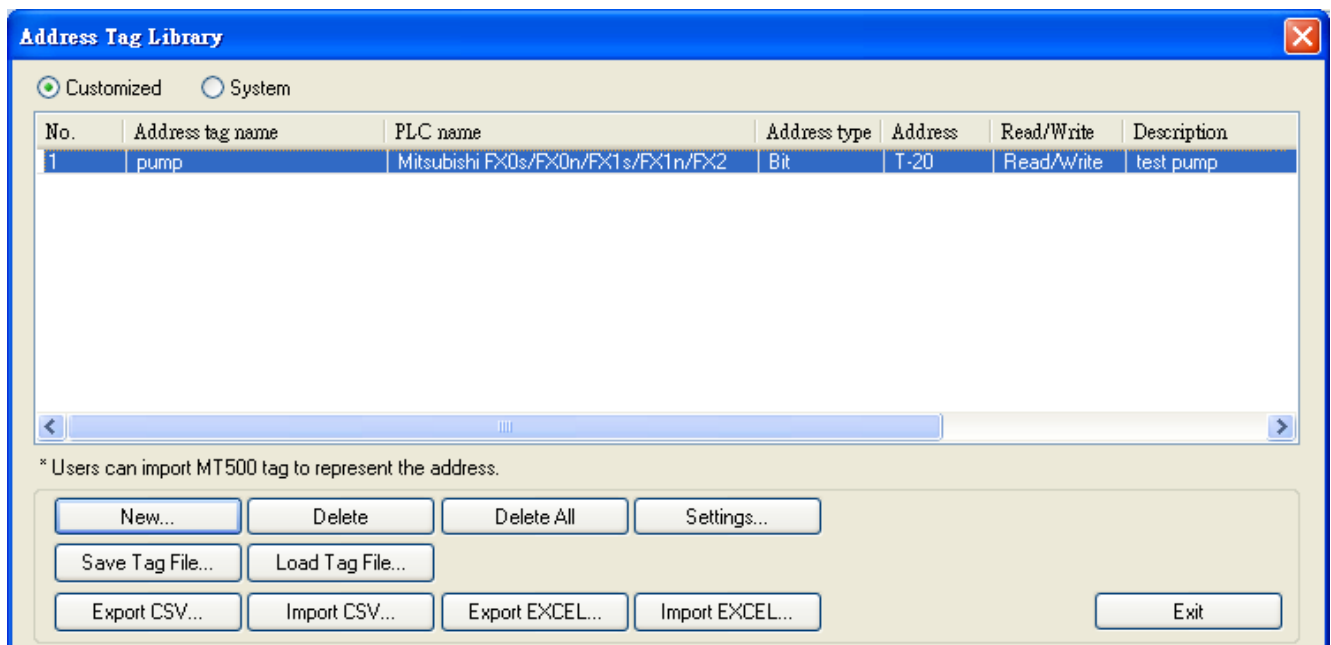 Address Tag Library
Customized System
No. Address tag name PLC name Address type Address Read/Write Description
1 pump Mitsubishi FX0s/FX0n/FX1s/FX1n/FX2 Bit T-20 Read/Write test pump
* Users can import MT500 tag to represent the address.
New... Delete Delete All Settings...
Save Tag File... Load Tag File...
Export CSV... Import CSV... Export EXCEL... Import EXCEL... Exit